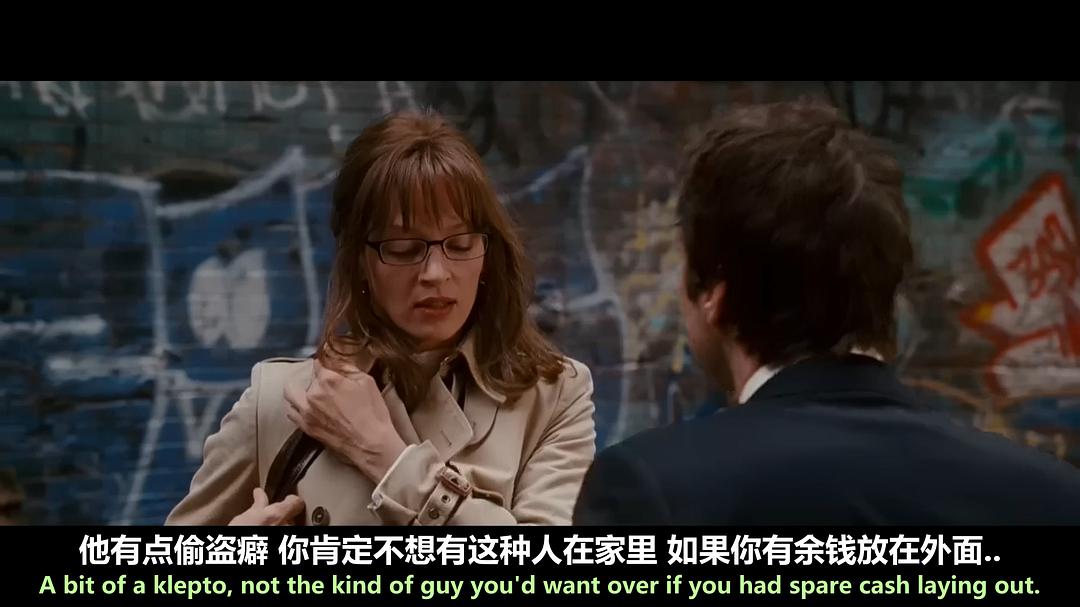 他有点偷盗癖 你肯定不想有这种人在家里 如果你有余钱放在外面..
A bit of a klepto, not the kind of guy you'd want over if you had spare cash laying out.